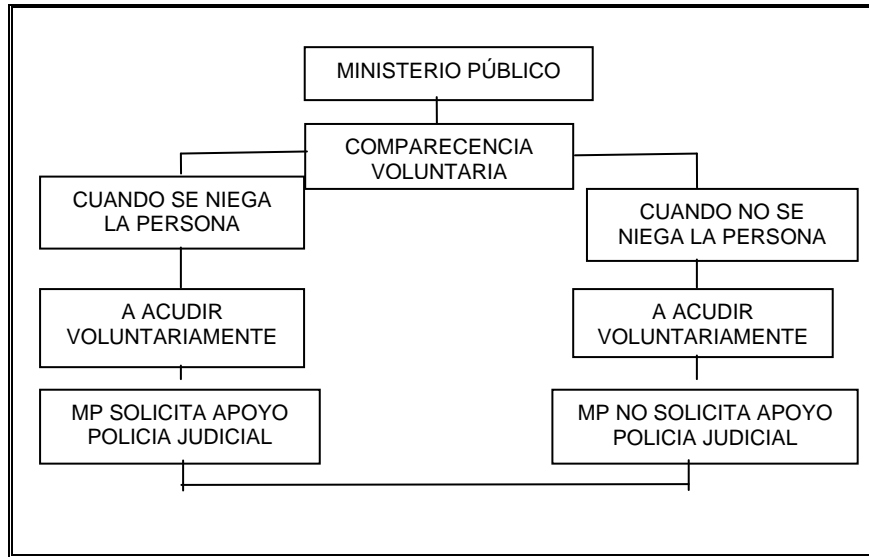 MINISTERIO PÚBLICO
COMPARECENCIA
VOLUNTARIA
CUANDO SE NIEGA
LA PERSONA
CUANDO NO SE
NIEGA LA PERSONA
A ACUDIR
VOLUNTARIAMENTE
A ACUDIR
VOLUNTARIAMENTE
MP SOLICITA APOYO
POLICIA JUDICIAL
MP NO SOLICITA APOYO
POLICIA JUDICIAL